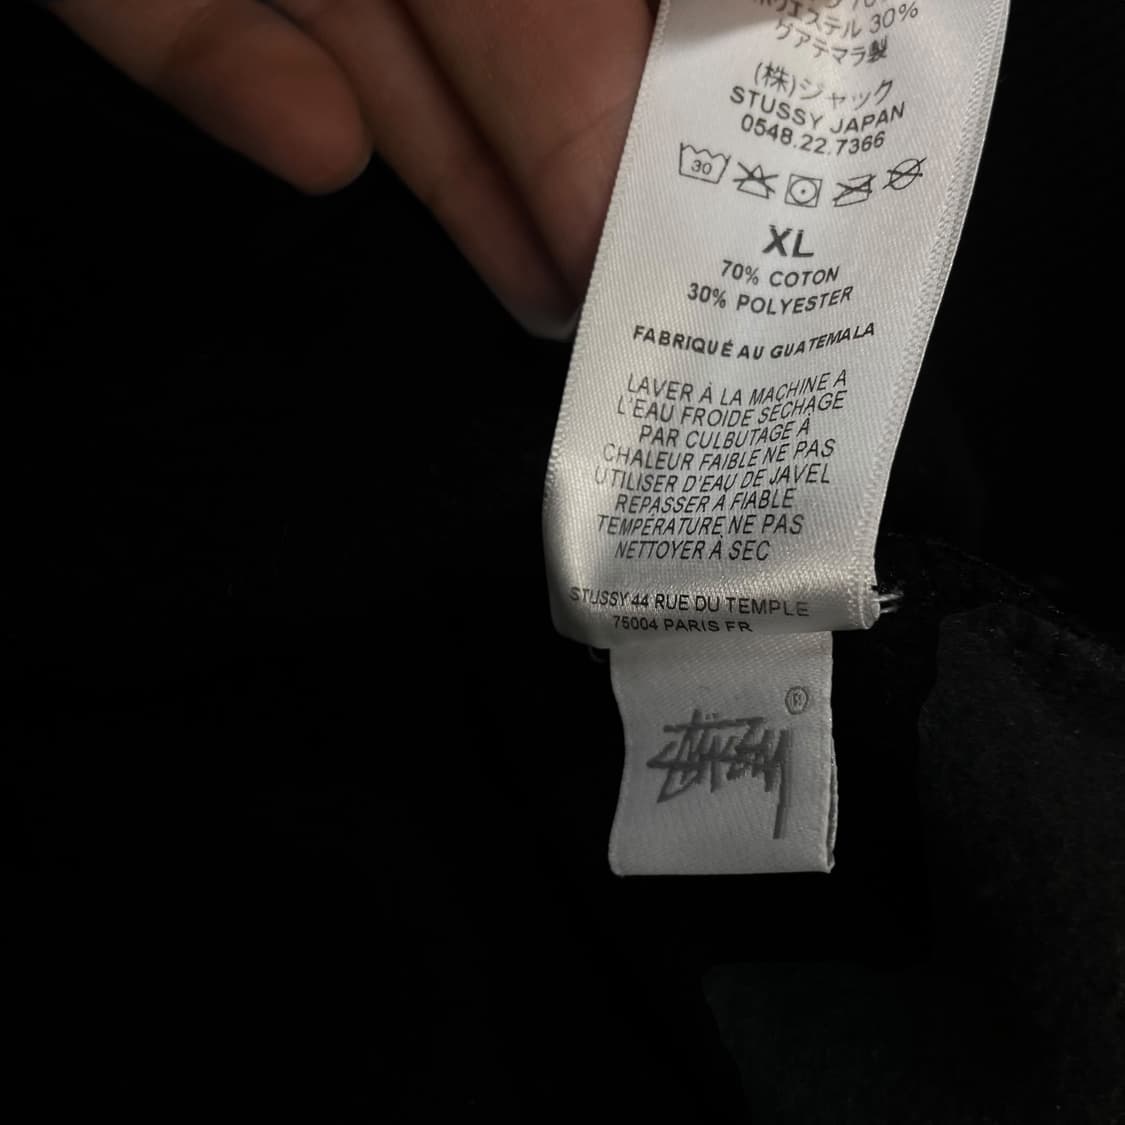 70%
ポリエステル 30%
グアテマラ製
(株)ジャック
STUSSY JAPAN
0548.22.7366
30
XL
70% COTON
30% POLYESTER
FABRIQUÉ AU GUATEMALA
LAVER À LA MACHINE A
L'EAU FROIDE SÉCHAGE
PAR CULBUTAGE À
CHALEUR FAIBLE NE PAS
UTILISER D'EAU DE JAVEL
REPASSER A FIABLE
TEMPÉRATURE NE PAS
NETTOYER À SEC
STUSSY 44 RUE DU TEMPLE
75004 PARIS FR
®
STÜSSY